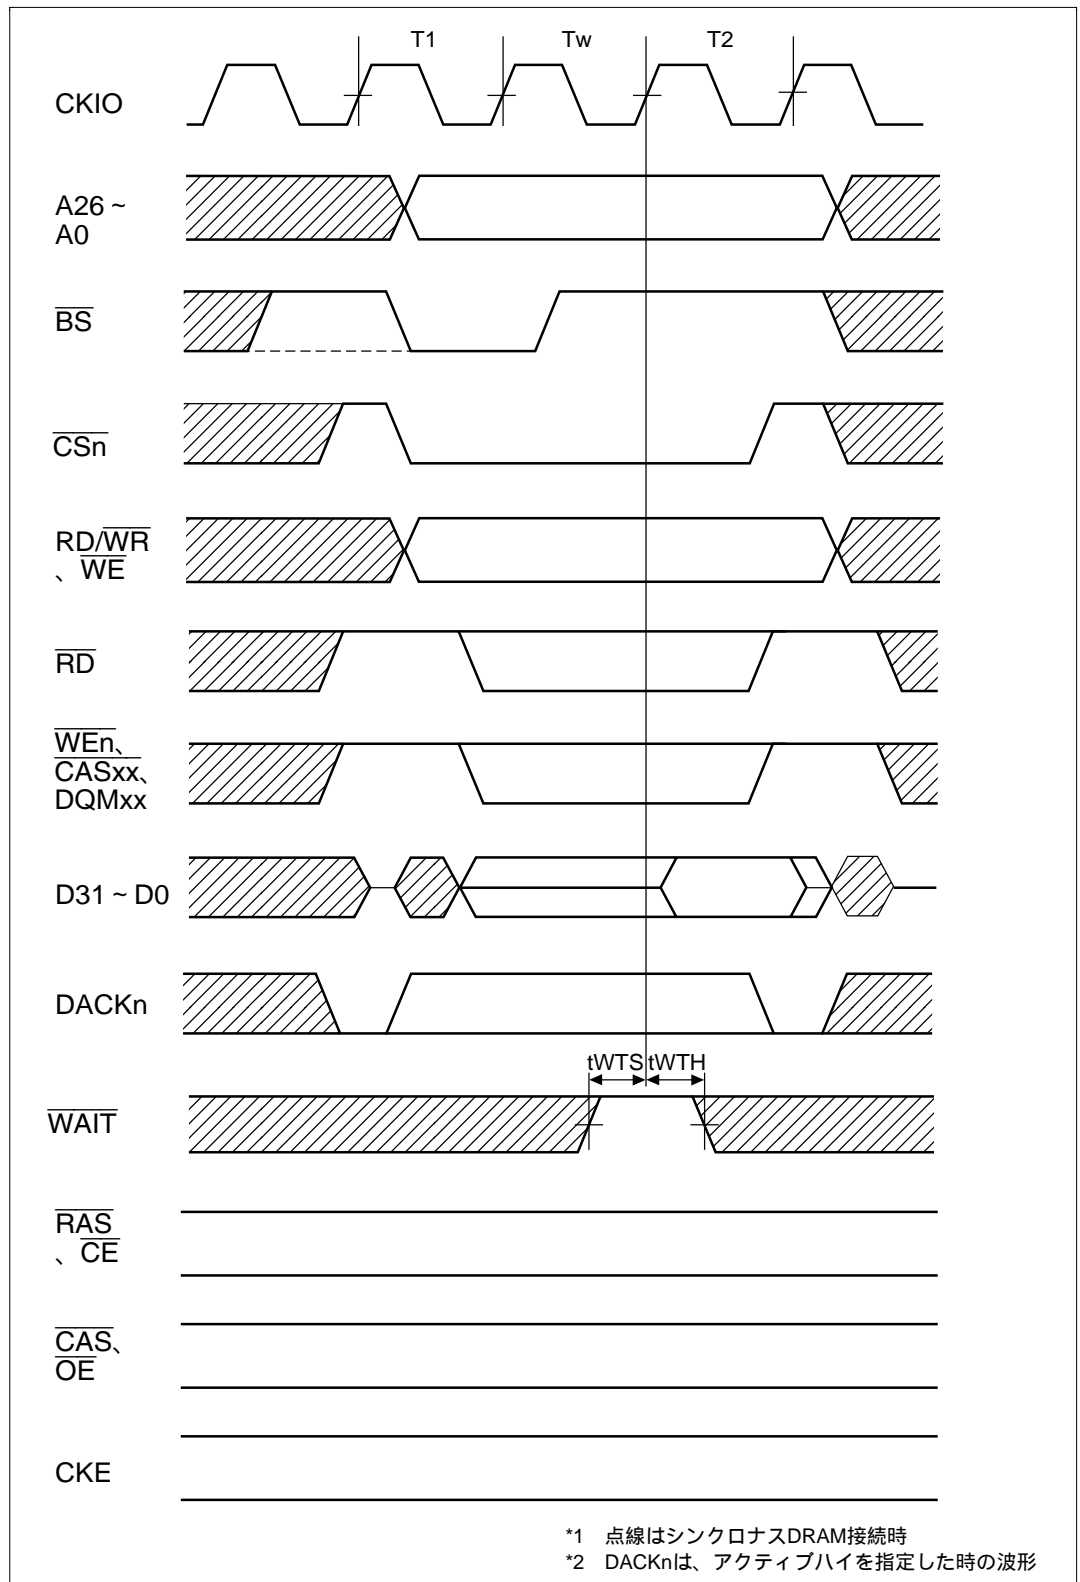 T1 Tw T2
CKIO
A26 ~
A0
BS
CSn
RD/WR
、WE
RD
WEn、
CASxx、
DQMxx
D31 ~ D0
DACKn
tWTS tWTH
WAIT
RAS
、CE
CAS、
OE
CKE
*1 点線はシンクロナスDRAM接続時
*2 DACKnは、アクティブハイを指定した時の波形